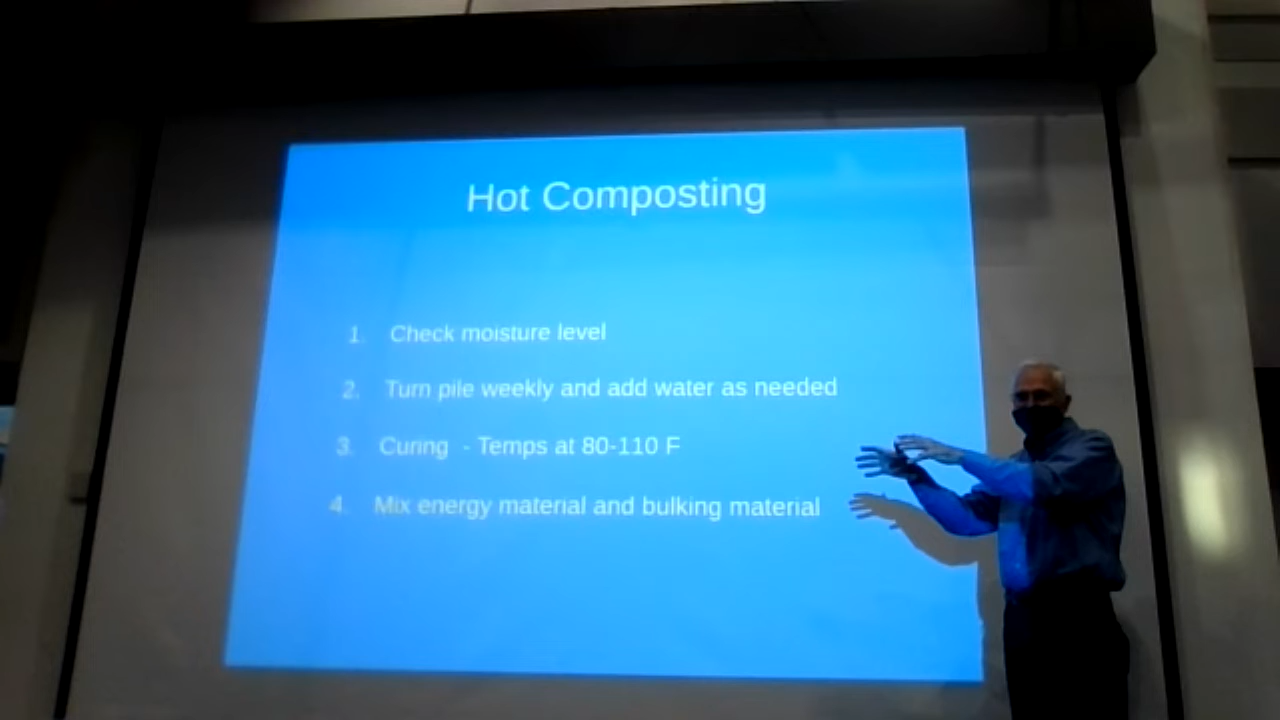 Hot Composting
1. Check moisture level
2. Turn pile weekly and add water as needed
3. Curing - Temps at 80-110 F
4. Mix energy material and bulking material